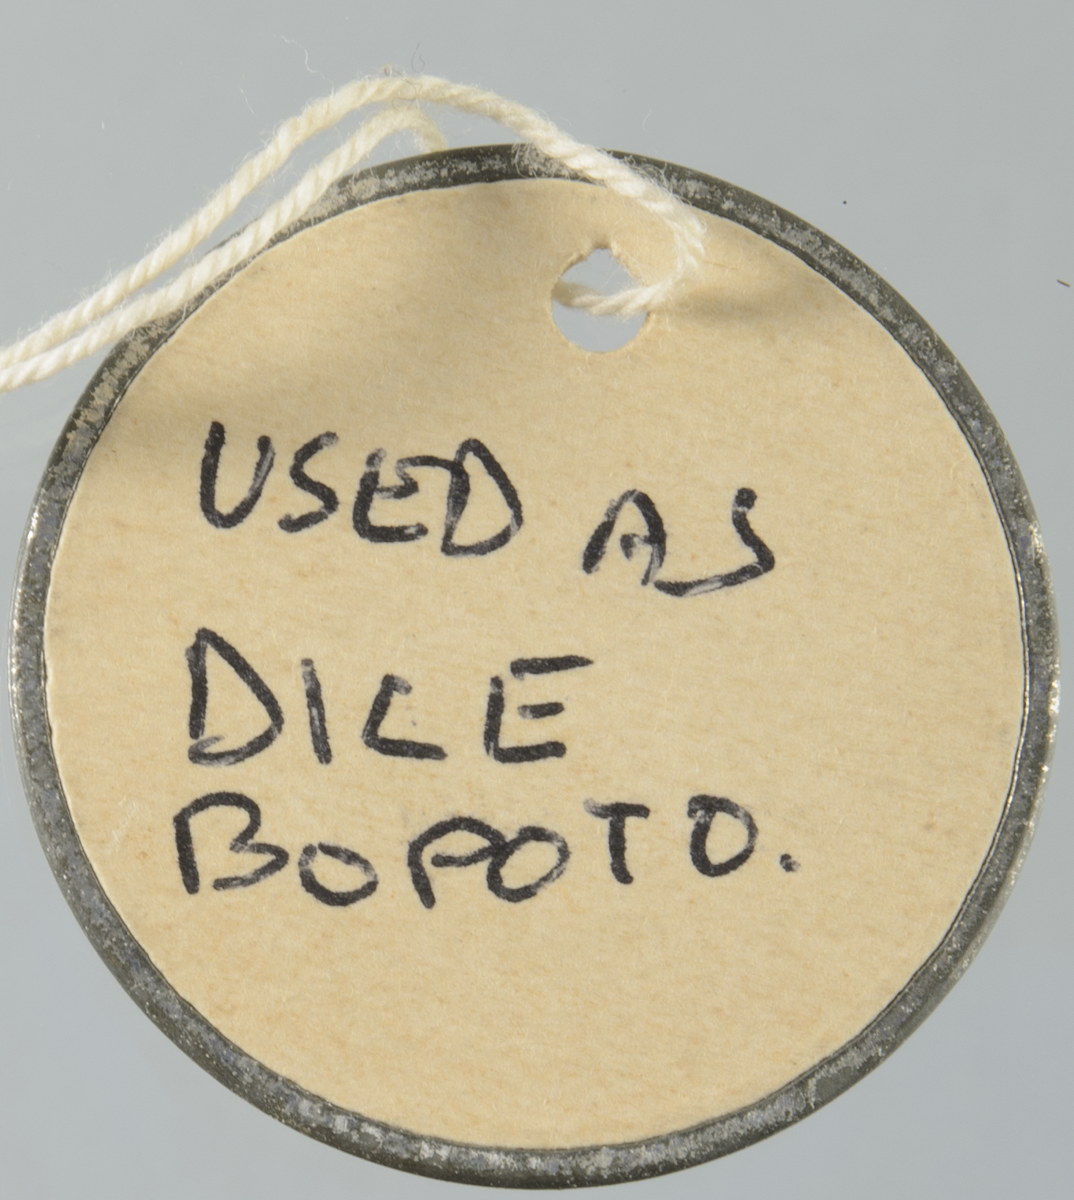 USED AS
DICE
BOPOTO.